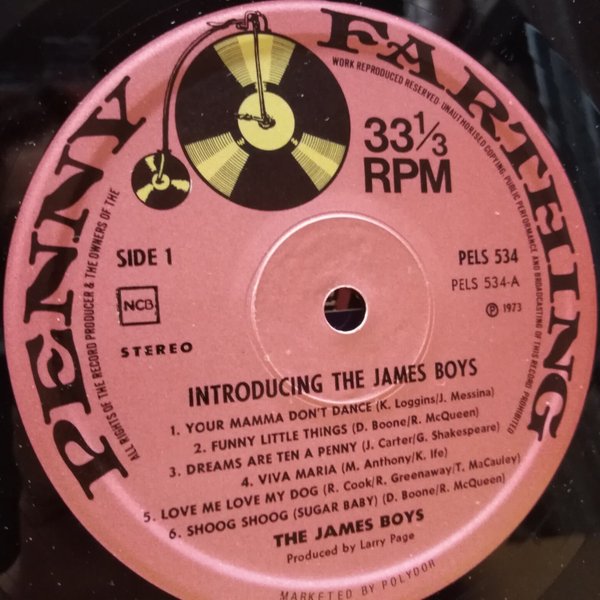 PENNY FARTHING
WORK REPRODUCED RESERVED. UNAUTHORISED COPYING, PUBLIC PERFORMANCE AND BROADCASTING OF THIS RECORD PROHIBITED
ALL RIGHTS OF THE RECORD PRODUCER & THE OWNERS OF THE
33 1/3
RPM
SIDE 1
PELS 534
PELS 534-A
NCB
℗ 1973
STEREO
INTRODUCING THE JAMES BOYS
1. YOUR MAMMA DON'T DANCE (K. Loggins/J. Messina)
2. FUNNY LITTLE THINGS (D. Boone/R. McQueen)
3. DREAMS ARE TEN A PENNY (J. Carter/G. Shakespeare)
4. VIVA MARIA (M. Anthony/K. Ife)
5. LOVE ME LOVE MY DOG (R. Cook/R. Greenaway/T. MaCauley)
6. SHOOG SHOOG (SUGAR BABY) (D. Boone/R. McQueen)
THE JAMES BOYS
Produced by Larry Page
MARKETED BY POLYDOR